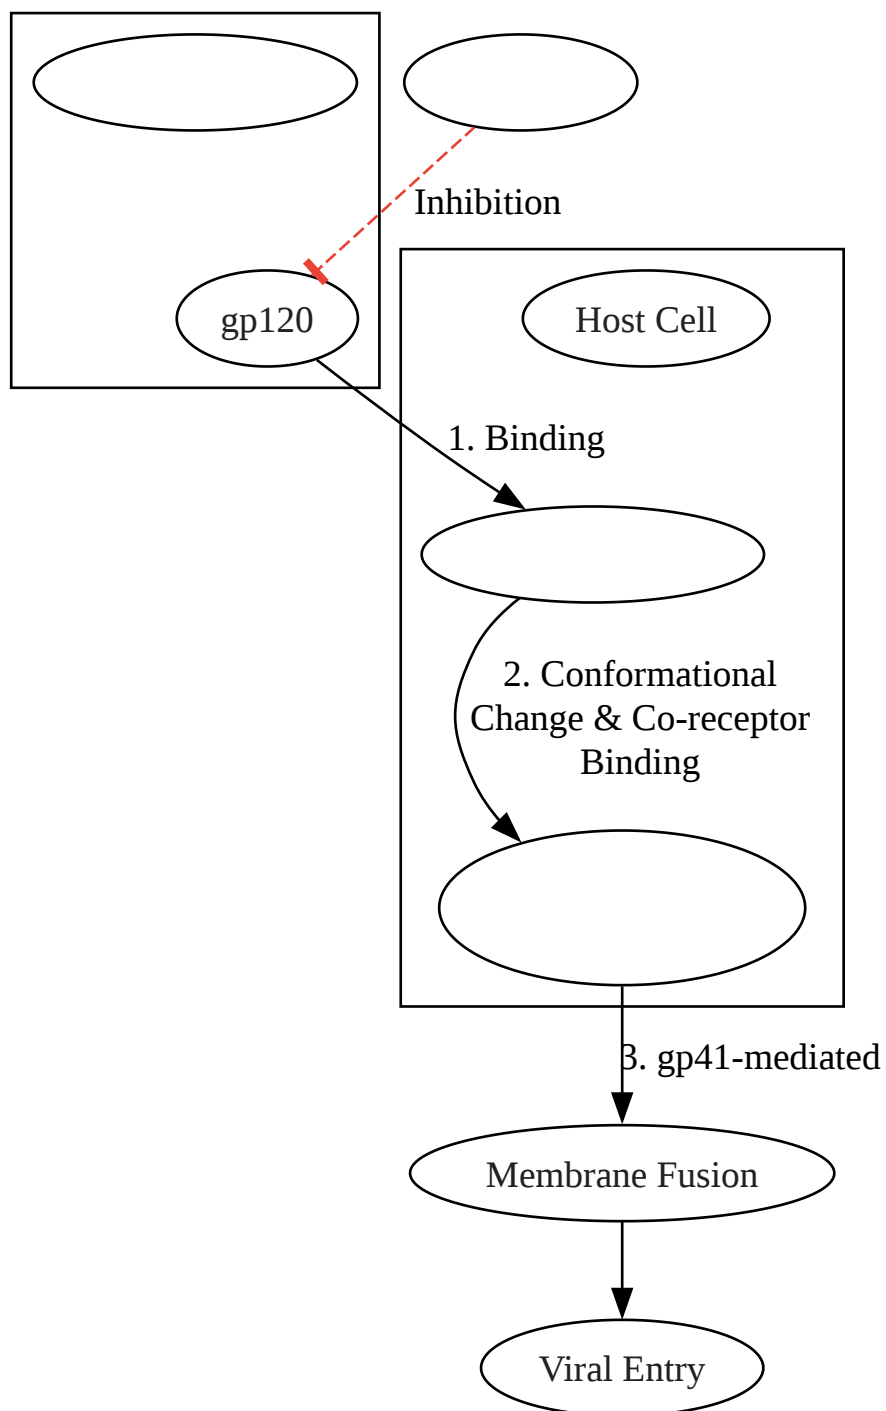 Inhibition
gp120
Host Cell
1. Binding
2. Conformational
Change & Co-receptor
Binding
3. gp41-mediated
Membrane Fusion
Viral Entry